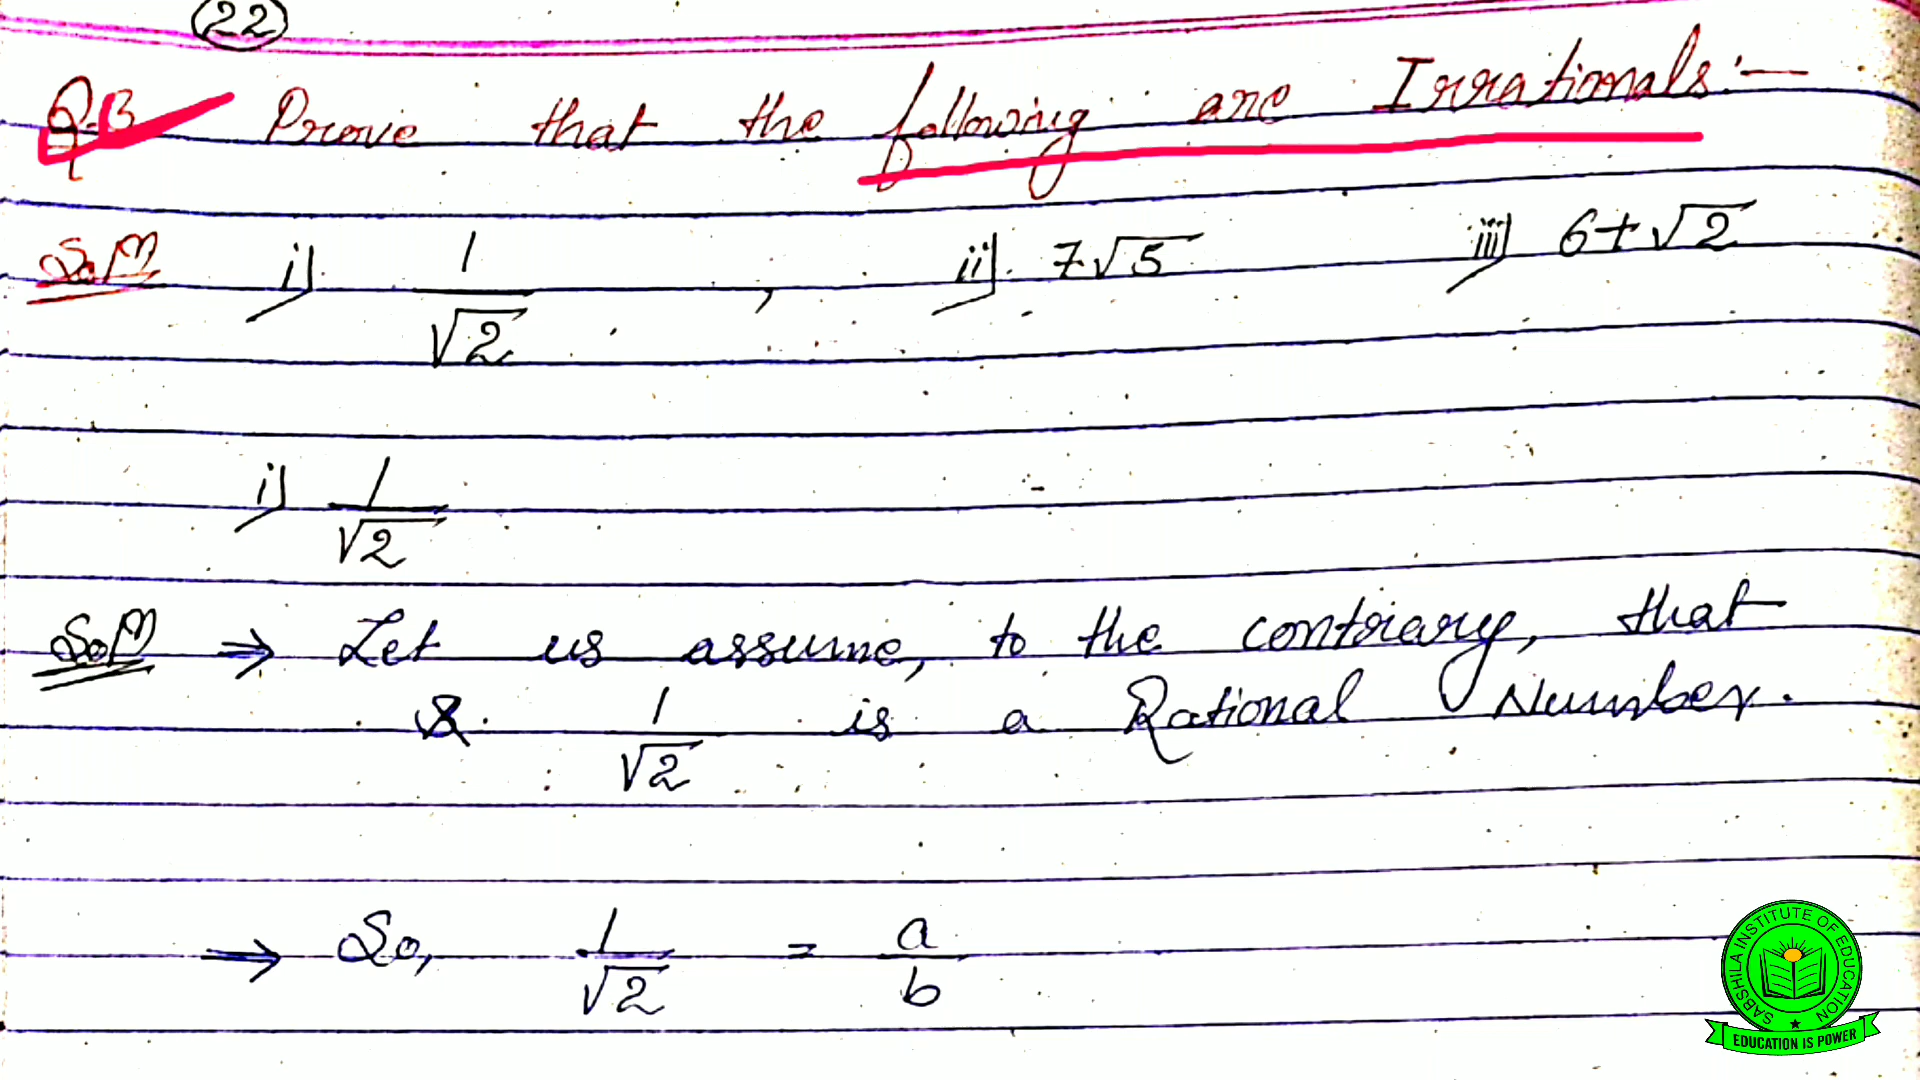 22
Q.3 Prove that the following are Irrationals:—
Sol^n i) 1/√2 , ii) 7√5 iii) 6+√2
i) 1/√2
Sol^n ⇒ Let us assume, to the contrary, that
1/√2 is a Rational Number.
⇒ So, 1/√2 = a/b
SABSHILA INSTITUTE OF EDUCATION
EDUCATION IS POWER